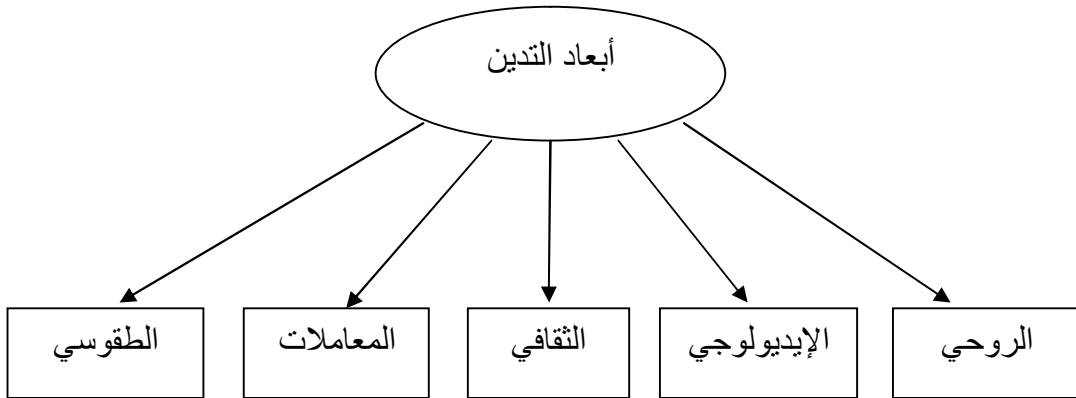 أبعاد التدين
الروحي
الإيديولوجي
الثقافي
المعاملات
الطقوسي